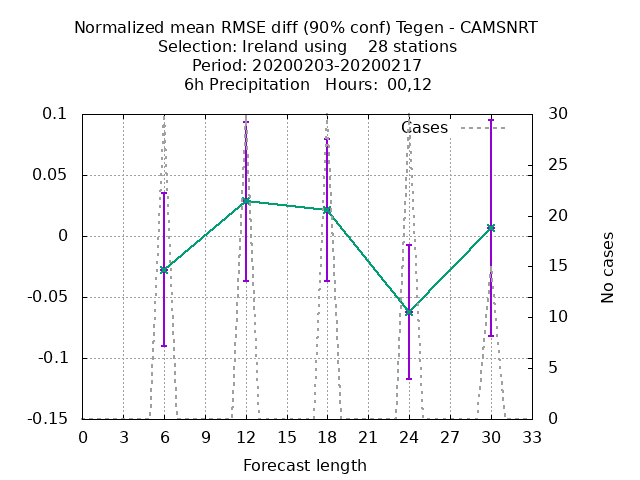 Normalized mean RMSE diff (90% conf) Tegen - CAMSNRT
Selection: Ireland using    28 stations
Period: 20200203-20200217
6h Precipitation   Hours:  00,12
Cases
0.1
0.05
0
-0.05
-0.1
-0.15
30
25
20
15
10
5
0
No cases
0 3 6 9 12 15 18 21 24 27 30 33
Forecast length